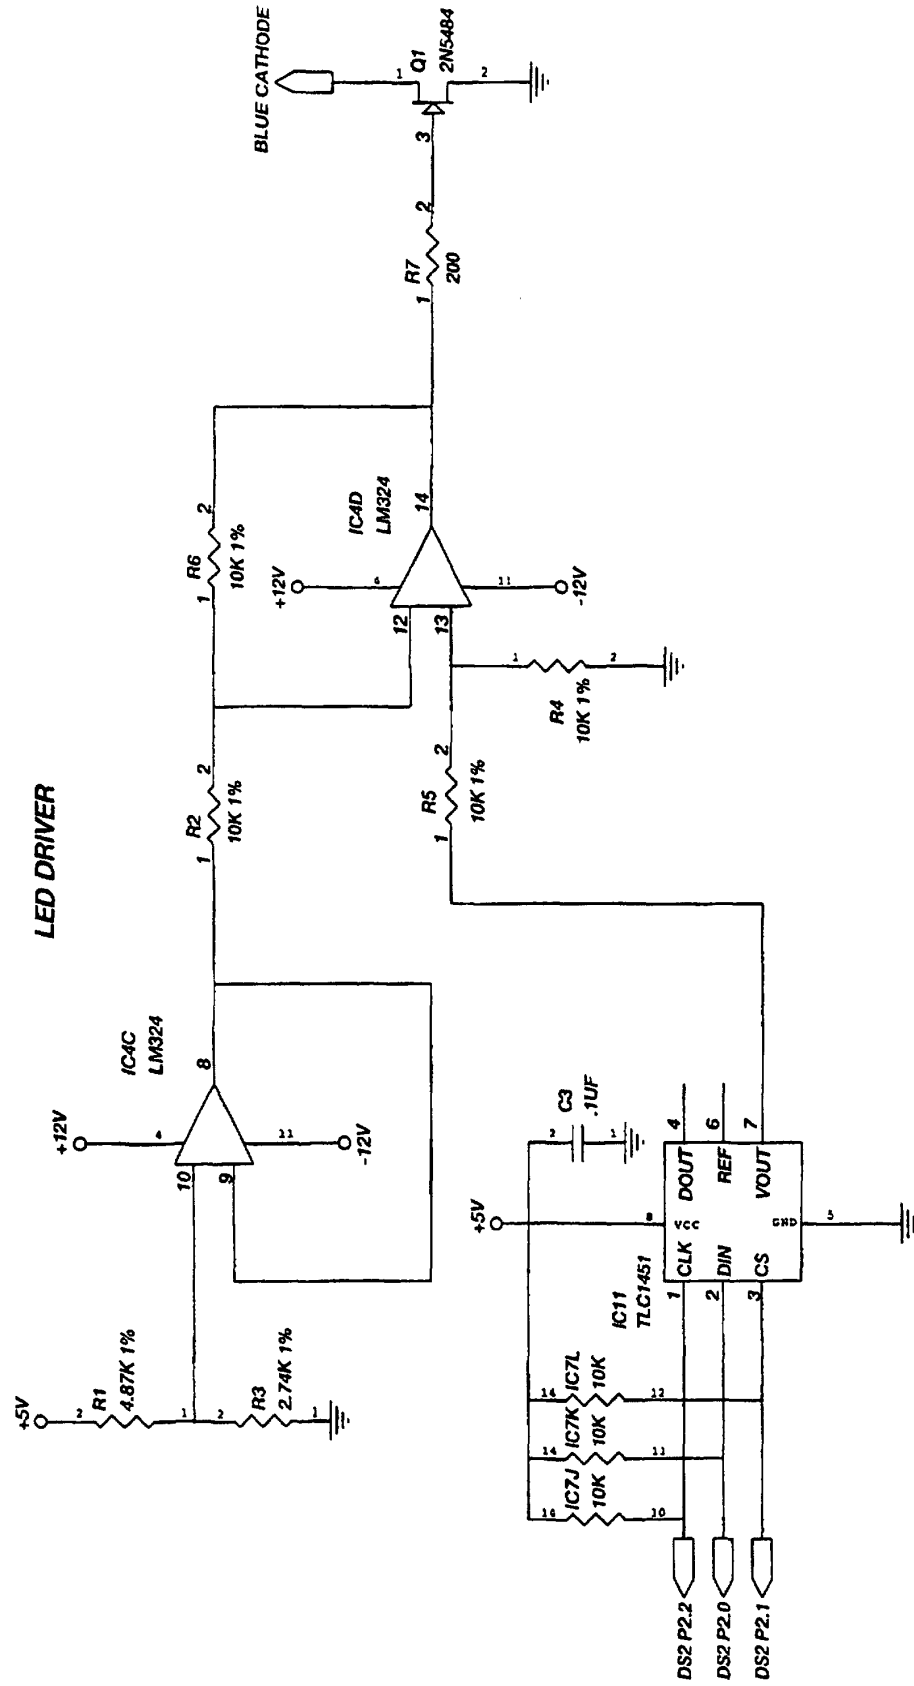 LED DRIVER
+5V
2
R1
4.87K 1%
1
2
R3
2.74K 1%
1
10
9
+12V
4
11
-12V
8
IC4C
LM324
1
R2
2
10K 1%
1
R6
2
10K 1%
IC4D
LM324
+12V
6
11
-12V
12
13
14
1
R5
2
10K 1%
1
2
R4
10K 1%
1
R7
2
200
3
BLUE CATHODE
1
Q1
2N5484
2
+5V
2
C3
.1UF
1
IC11
TLC1451
8
VCC
GND
5
1
CLK
2
DIN
3
CS
DOUT
4
REF
6
VOUT
7
14
IC7L
10K
12
14
IC7K
10K
11
14
IC7J
10K
10
DS2 P2.2
DS2 P2.0
DS2 P2.1